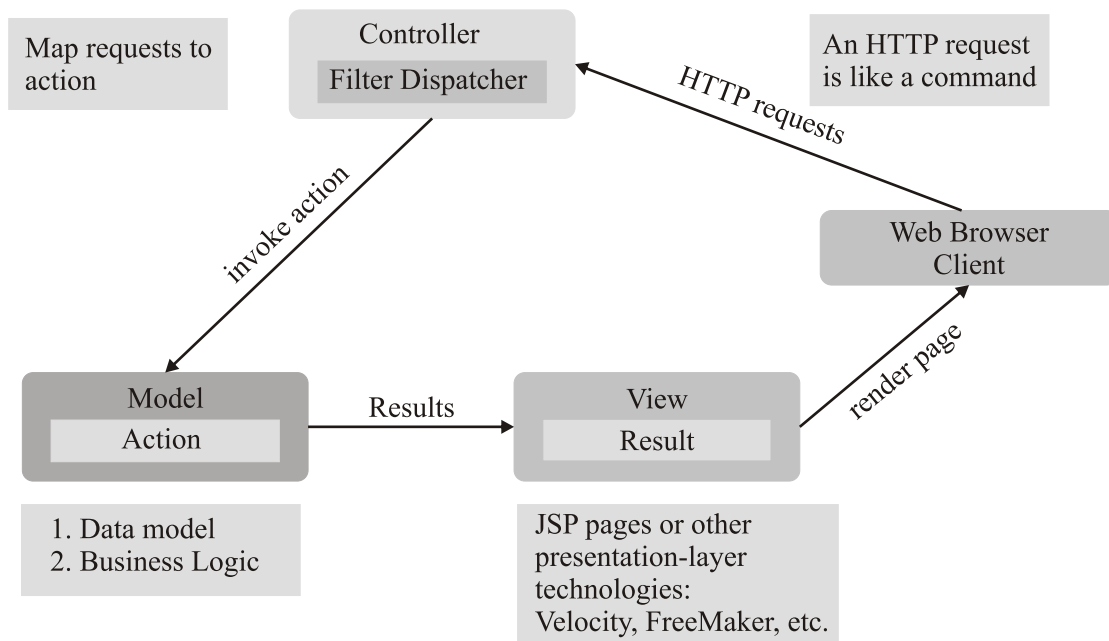 Map requests to
action
Controller
Filter Dispatcher
An HTTP request
is like a command
HTTP requests
invoke action
Web Browser
Client
Model
Action
Results
View
Result
render page
1. Data model
2. Business Logic
JSP pages or other
presentation-layer
technologies:
Velocity, FreeMaker, etc.